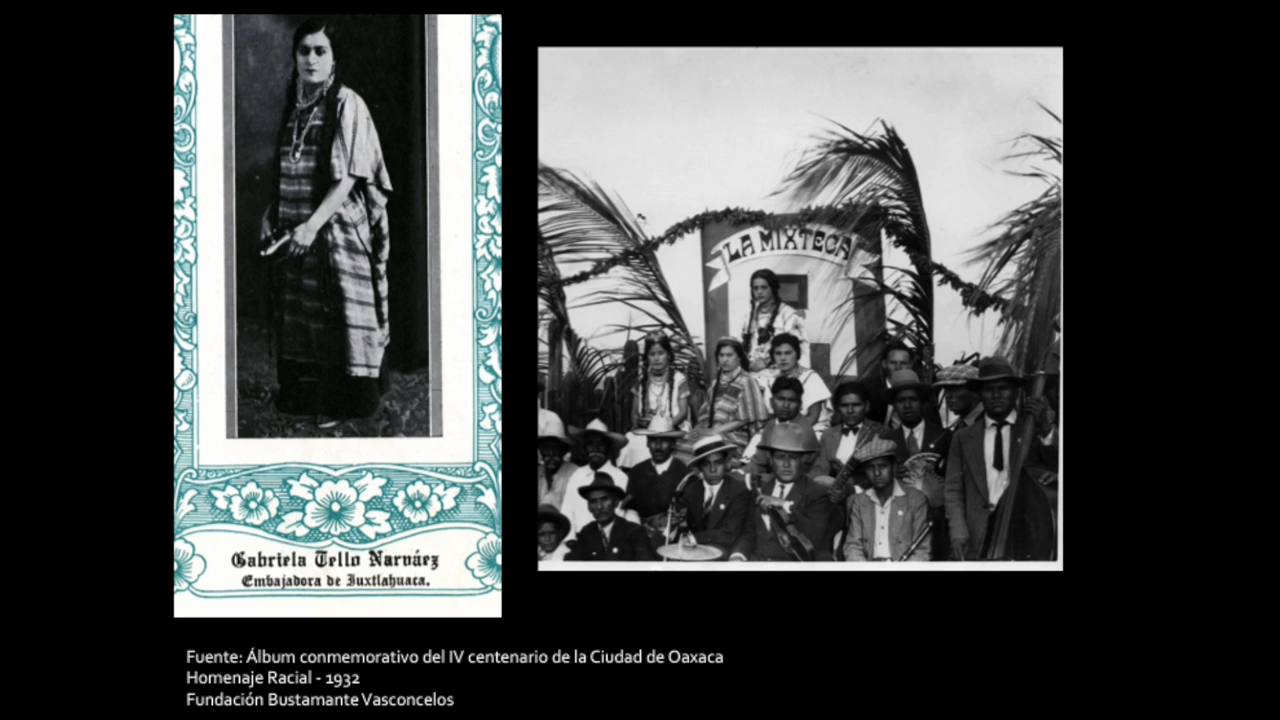 LA MIXTECA
Gabriela Tello Narváez
Embajadora de Juxtlahuaca.
Fuente: Álbum conmemorativo del IV centenario de la Ciudad de Oaxaca
Homenaje Racial - 1932
Fundación Bustamante Vasconcelos